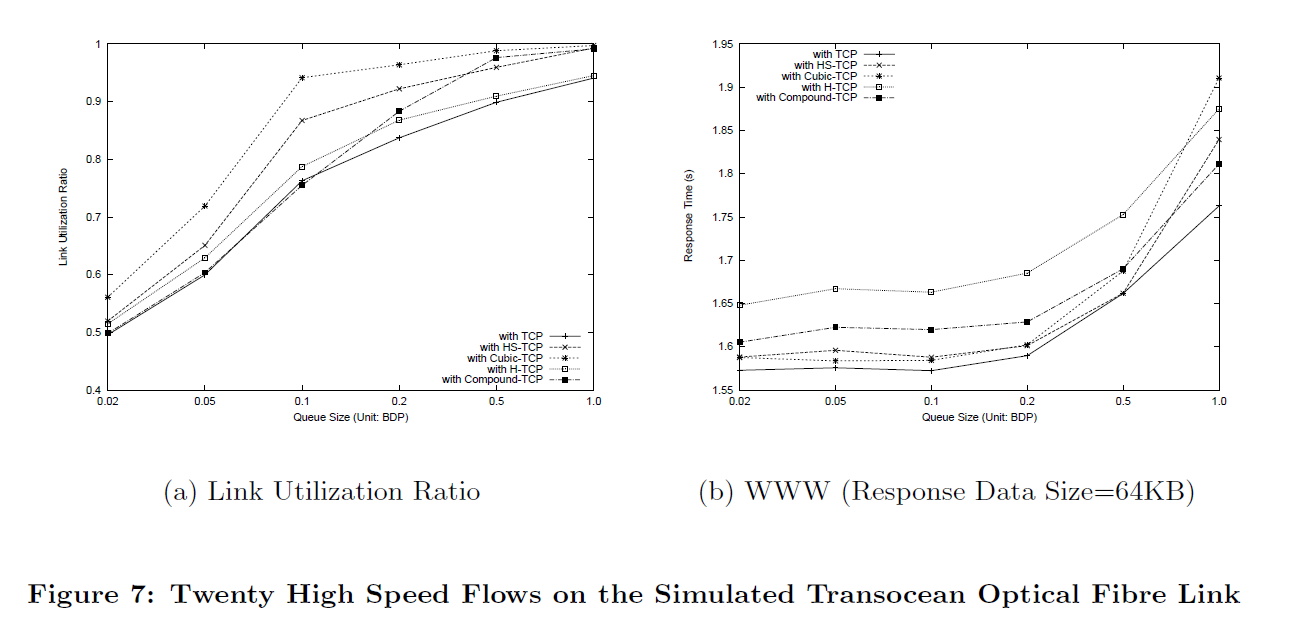 1
0.9
0.8
0.7
0.6
0.5
0.4
0.02
0.05
0.1
0.2
0.5
1.0
Link Utilization Ratio
Queue Size (Unit: BDP)
with TCP
with HS-TCP
with Cubic-TCP
with H-TCP
with Compound-TCP
(a) Link Utilization Ratio
1.95
1.9
1.85
1.8
1.75
1.7
1.65
1.6
1.55
0.02
0.05
0.1
0.2
0.5
1.0
Response Time (s)
Queue Size (Unit: BDP)
with TCP
with HS-TCP
with Cubic-TCP
with H-TCP
with Compound-TCP
(b) WWW (Response Data Size=64KB)
Figure 7: Twenty High Speed Flows on the Simulated Transocean Optical Fibre Link